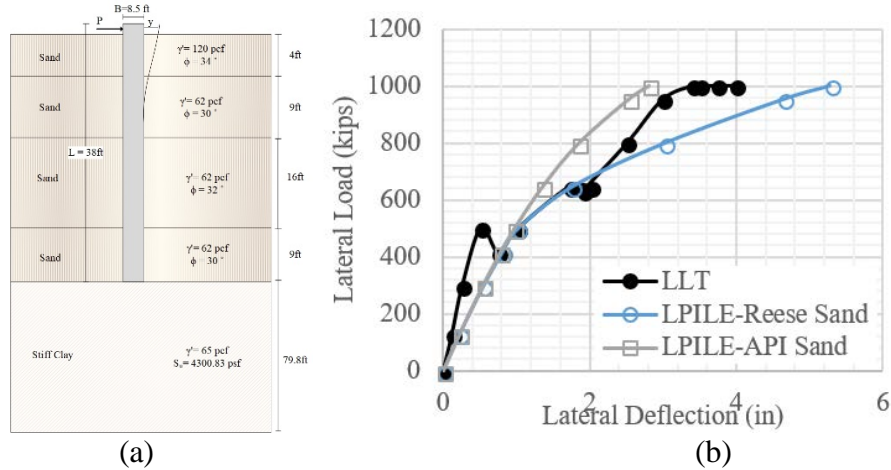 B=8.5 ft
P
y
Sand
γ'= 120 pcf
ϕ = 34 °
4ft
Sand
γ'= 62 pcf
ϕ = 30 °
9ft
L = 38ft
Sand
γ'= 62 pcf
ϕ = 32°
16ft
Sand
γ'= 62 pcf
ϕ = 30 °
9ft
Stiff Clay
γ'= 65 pcf
Su= 4300.83 psf
79.8ft
(a)
1200
1000
800
600
400
200
0
Lateral Load (kips)
LLT
LPILE-Reese Sand
LPILE-API Sand
0 2 4 6
Lateral Deflection (in)
(b)